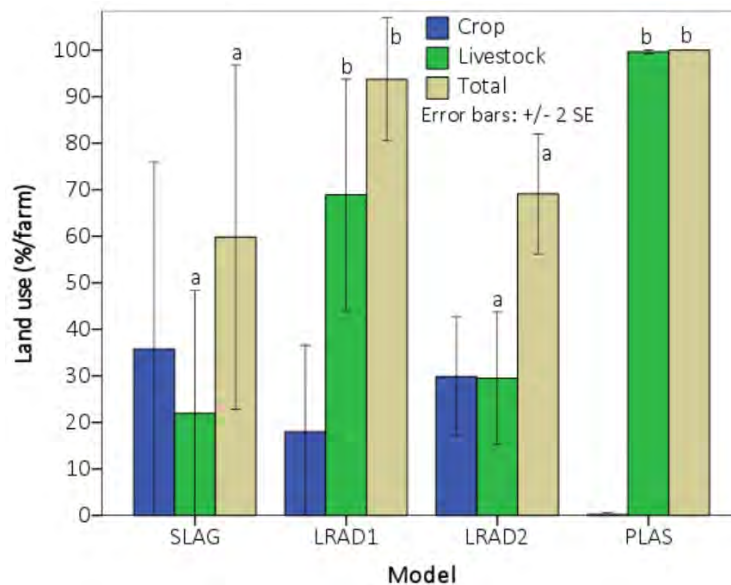 Crop
Livestock
Total
Error bars: +/- 2 SE
Land use (%/farm)
100
90
80
70
60
50
40
30
20
10
0
a
a
b
b
a
a
b
b
SLAG
LRAD1
LRAD2
PLAS
Model